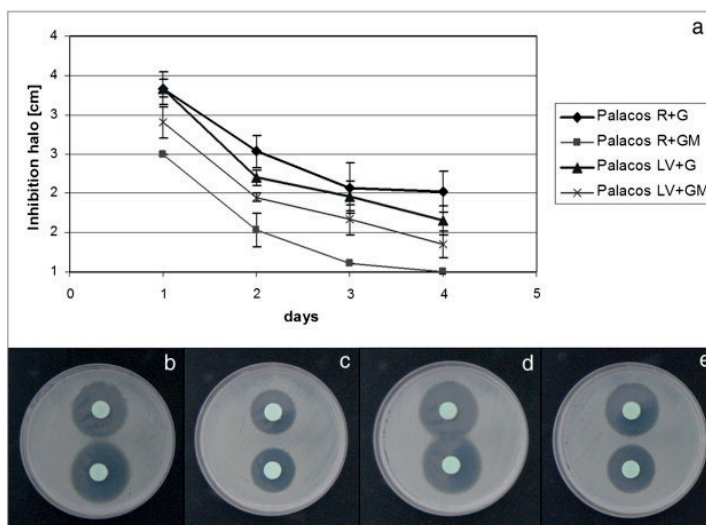 a
4
4
3
3
2
2
1
Inhibition halo [cm]
0 1 2 3 4 5
days
Palacos R+G
Palacos R+GM
Palacos LV+G
Palacos LV+GM
b c d e